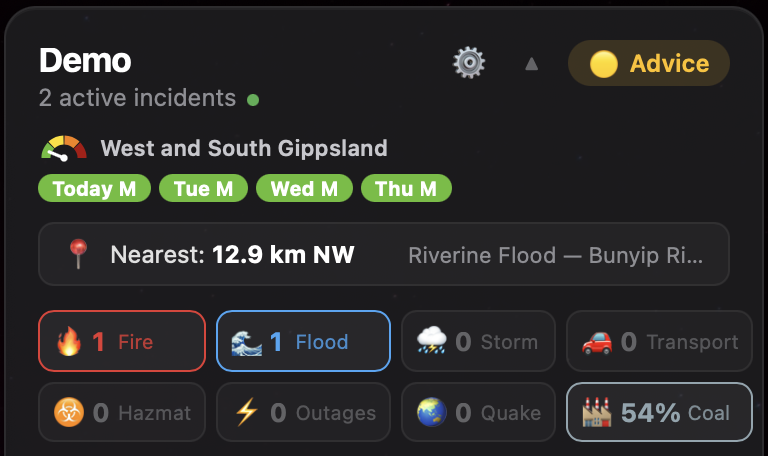 Demo
Advice
2 active incidents
West and South Gippsland
Today M Tue M Wed M Thu M
Nearest: 12.9 km NW Riverine Flood — Bunyip Ri...
1 Fire 1 Flood 0 Storm 0 Transport
0 Hazmat 0 Outages 0 Quake 54% Coal